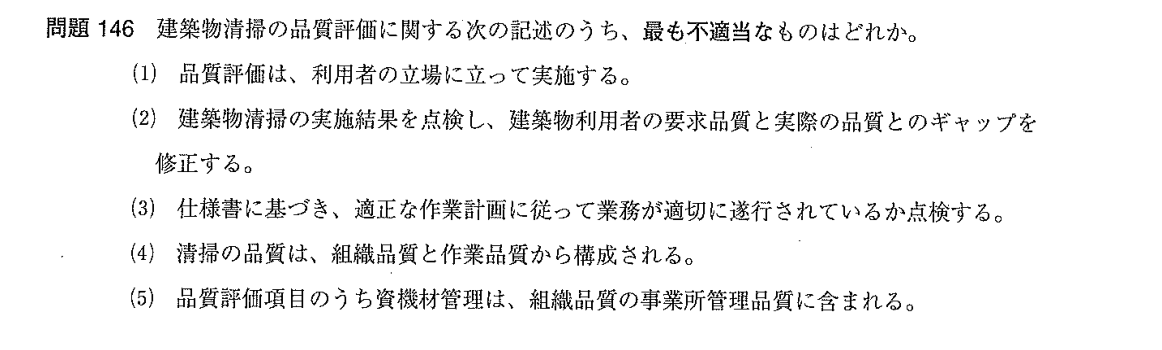 問題 146 建築物清掃の品質評価に関する次の記述のうち、最も不適当なものはどれか。
(1) 品質評価は、利用者の立場に立って実施する。
(2) 建築物清掃の実施結果を点検し、建築物利用者の要求品質と実際の品質とのギャップを
修正する。
(3) 仕様書に基づき、適正な作業計画に従って業務が適切に遂行されているか点検する。
(4) 清掃の品質は、組織品質と作業品質から構成される。
(5) 品質評価項目のうち資機材管理は、組織品質の事業所管理品質に含まれる。